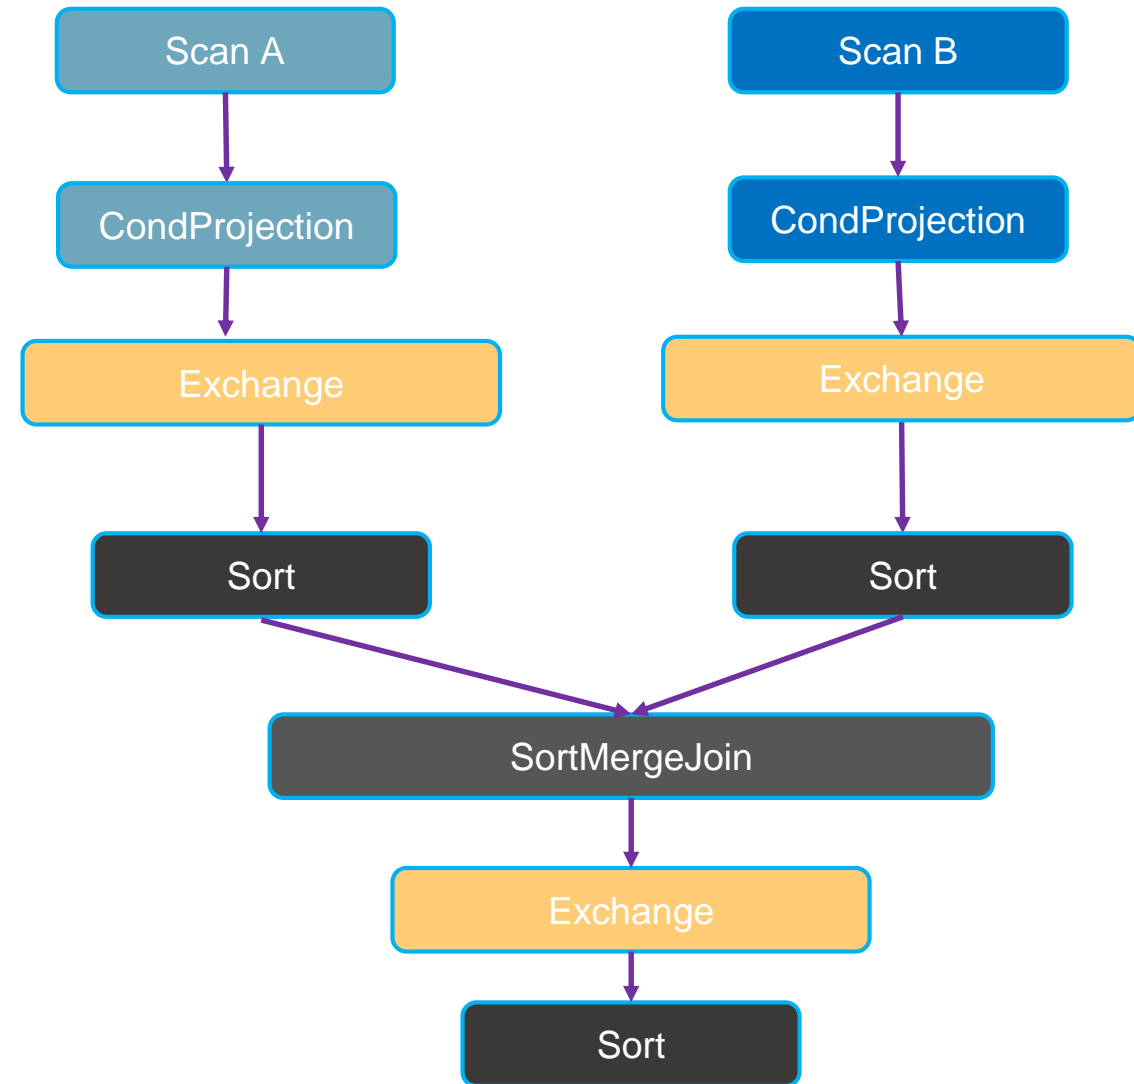 Scan A
Scan B
CondProjection
CondProjection
Exchange
Exchange
Sort
Sort
SortMergeJoin
Exchange
Sort